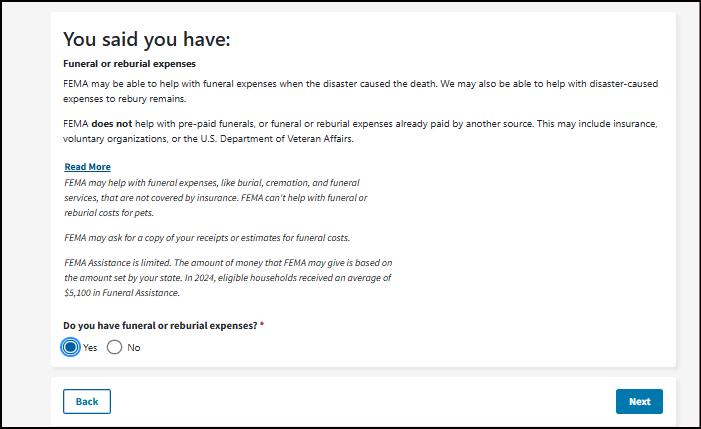 You said you have:
Funeral or reburial expenses
FEMA may be able to help with funeral expenses when the disaster caused the death. We may also be able to help with disaster-caused
expenses to rebury remains.
FEMA does not help with pre-paid funerals, or funeral or reburial expenses already paid by another source. This may include insurance,
voluntary organizations, or the U.S. Department of Veteran Affairs.
Read More
FEMA may help with funeral expenses, like burial, cremation, and funeral
services, that are not covered by insurance. FEMA can't help with funeral or
reburial costs for pets.
FEMA may ask for a copy of your receipts or estimates for funeral costs.
FEMA Assistance is limited. The amount of money that FEMA may give is based on
the amount set by your state. In 2024, eligible households received an average of
$5,100 in Funeral Assistance.
Do you have funeral or reburial expenses? *
Yes No
Back Next